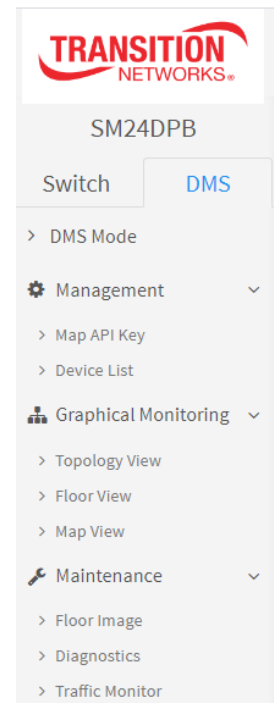 TRANSITION
NETWORKS®
SM24DPB
Switch DMS
> DMS Mode
Management
> Map API Key
> Device List
Graphical Monitoring
> Topology View
> Floor View
> Map View
Maintenance
> Floor Image
> Diagnostics
> Traffic Monitor